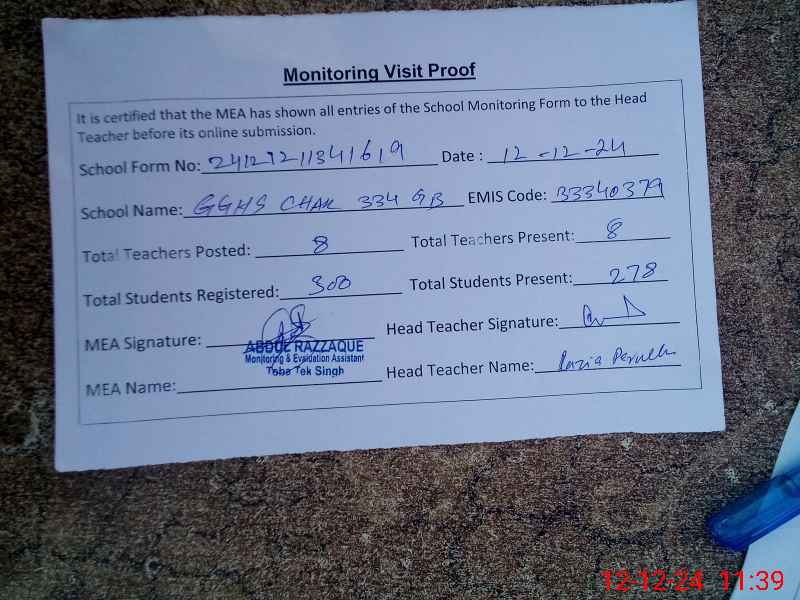 Monitoring Visit Proof
It is certified that the MEA has shown all entries of the School Monitoring Form to the Head
Teacher before its online submission.
School Form No: 24127211341619 Date : 12-12-24
School Name: GGHS CHAK 334 GB EMIS Code: 33340379
Total Teachers Posted: 8 Total Teachers Present: 8
Total Students Registered: 300 Total Students Present: 278
MEA Signature: Head Teacher Signature:
ABDUL RAZZAQUE
Monitoring & Evaluation Assistant
Toba Tek Singh
MEA Name: Head Teacher Name: Razia Perveen
12-12-24 11:39